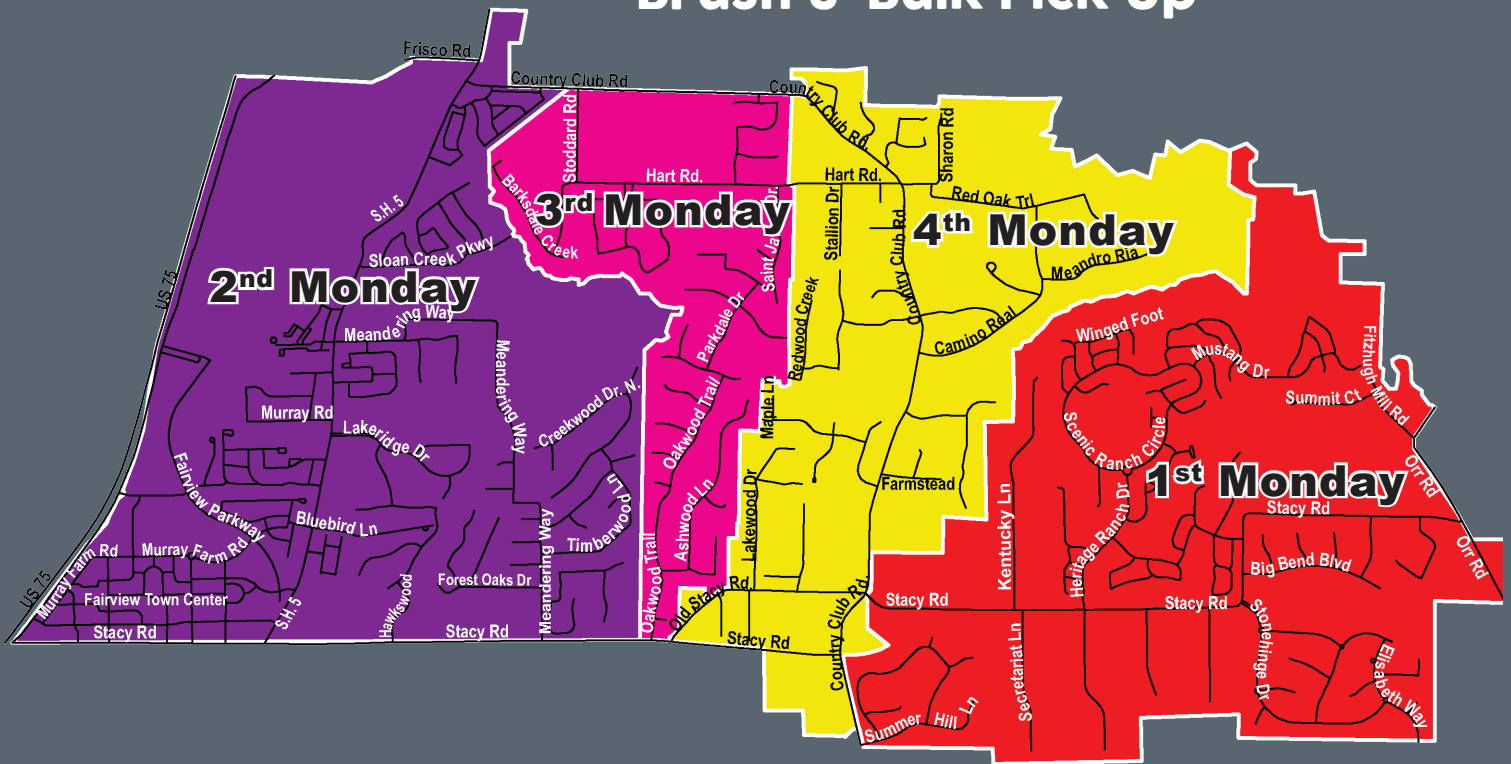 Brush & Bulk Pick Up
Frisco Rd
Country Club Rd
Country Club Rd.
Stoddard Rd
Sharon Rd
Hart Rd.
Hart Rd.
Barksdale Creek
3rd Monday
Red Oak Trl
S.H. 5
Stallion Dr
4th Monday
Country Club Rd.
Sloan Creek Pkwy
Meandro Ria
US 75
2nd Monday
Meandering Way
Redwood Creek
Parkdale Dr
Camino Real
Winged Foot
Mustang Dr
Fitzhugh Mill Rd
Meandering Way
Creekwood Dr. N.
Maple Ln
Summit Ct
Murray Rd
Lakeridge Dr
Oakwood Trail
Scenic Ranch Circle
Fairview Parkway
Farmstead
1st Monday
Orr Rd
Timberwood Ln
Ashwood Ln
Lakewood Dr
Kentucky Ln
Heritage Ranch Dr
Stacy Rd
Bluebird Ln
Meandering Way
Murray Farm Rd
Murray Farm Rd
Big Bend Blvd
Orr Rd
US 75
Forest Oaks Dr
Hawkswood
Oakwood Trail
Old Stacy Rd.
Fairview Town Center
S.H. 5
Stacy Rd
Stacy Rd
Stacy Rd
Stacy Rd
Stacy Rd
Country Club Rd
Secretariat Ln
Stonehinge Dr
Elisabeth Way
Summer Hill Ln